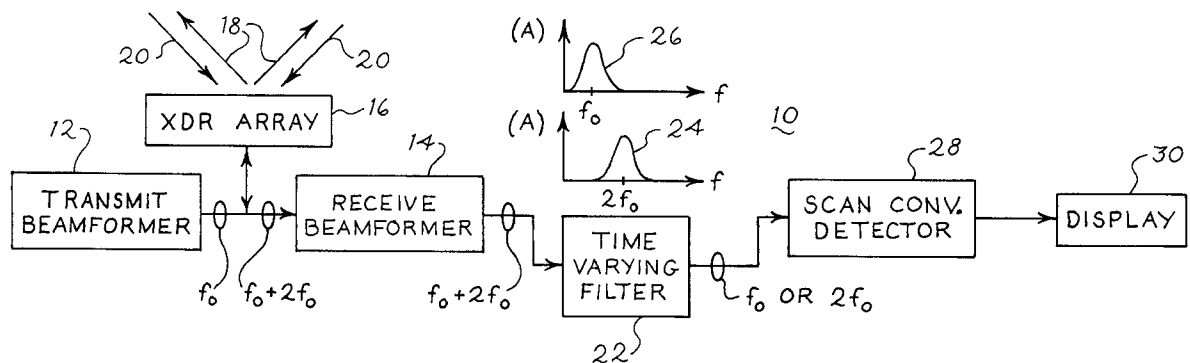 20
18
20
XDR ARRAY
16
(A)
26
f
f₀
(A)
24
f
2f₀
10
12
TRANSMIT
BEAMFORMER
14
RECEIVE
BEAMFORMER
f₀
f₀+2f₀
f₀+2f₀
TIME
VARYING
FILTER
22
f₀ OR 2f₀
28
SCAN CONV.
DETECTOR
30
DISPLAY